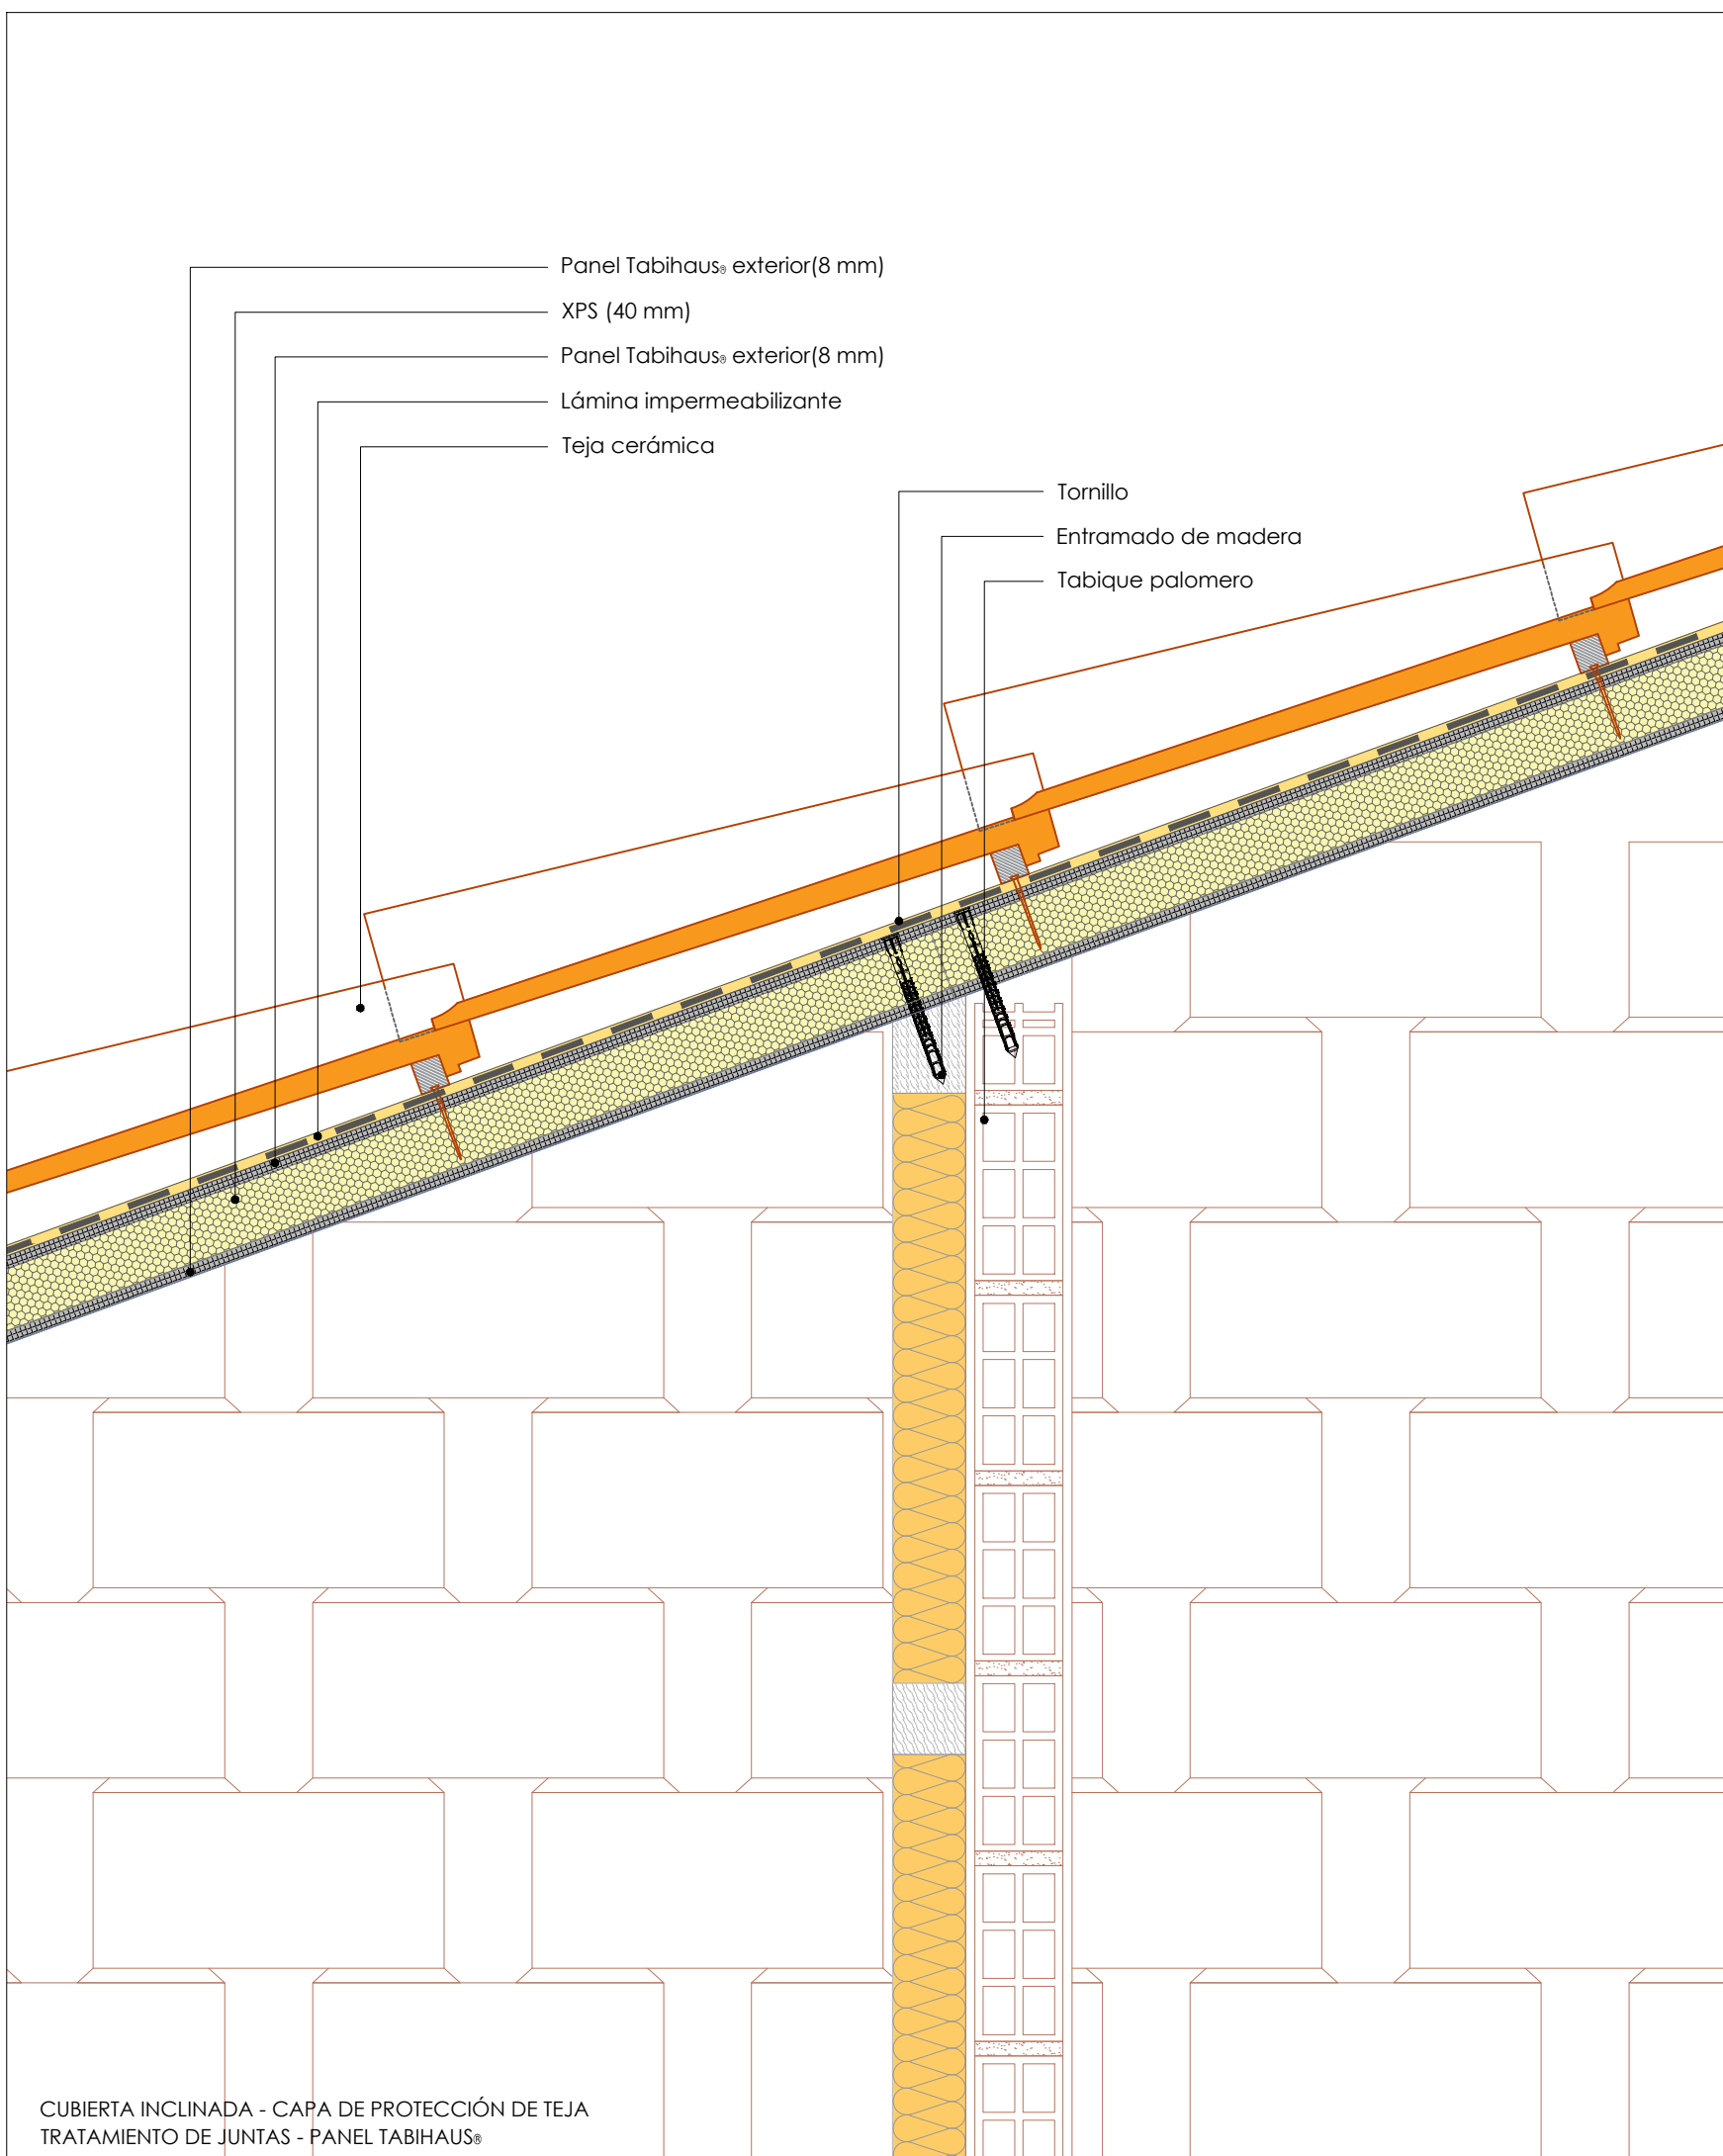 Panel Tabihaus® exterior(8 mm)
XPS (40 mm)
Panel Tabihaus® exterior(8 mm)
Lámina impermeabilizante
Teja cerámica
Tornillo
Entramado de madera
Tabique palomero
CUBIERTA INCLINADA - CAPA DE PROTECCIÓN DE TEJA
TRATAMIENTO DE JUNTAS - PANEL TABIHAUS®